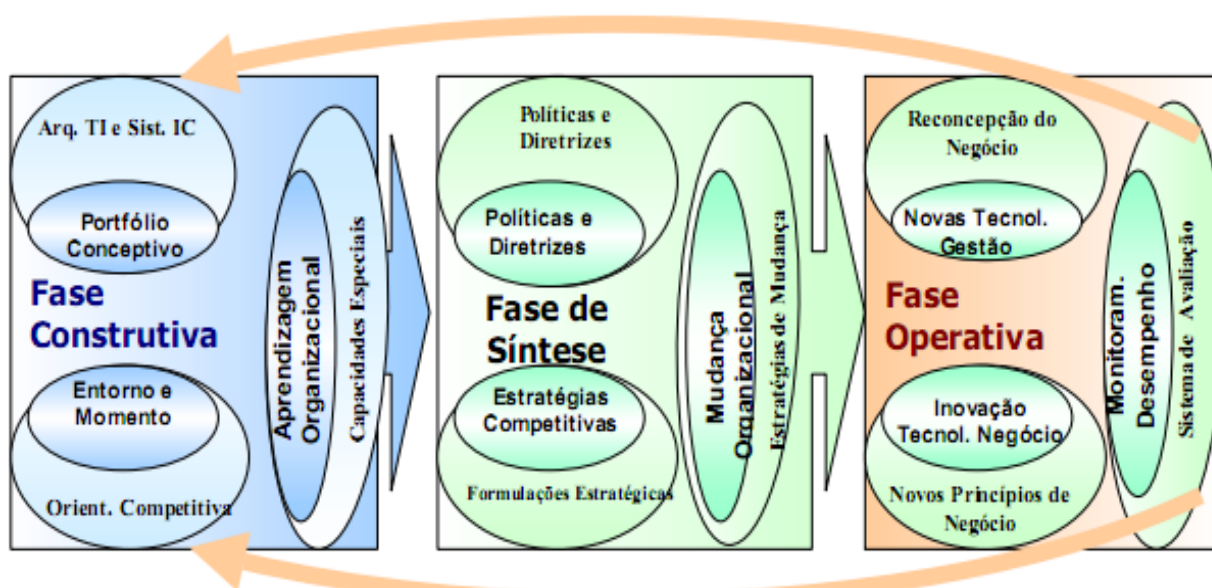 Arq. TI e Sist. IC
Portfólio
Conceptivo
Fase
Construtiva
Entorno e
Momento
Orient. Competitiva
Aprendizagem
Organizacional
Capacidades Especiais
Políticas e
Diretrizes
Políticas e
Diretrizes
Fase de
Síntese
Estratégias
Competitivas
Formulações Estratégicas
Mudança
Organizacional
Estratégias de Mudança
Reconcepção do
Negócio
Novas Tecnol.
Gestão
Fase
Operativa
Inovação
Tecnol. Negócio
Novos Princípios de
Negócio
Monitoram.
Desempenho
Sistema de Avaliação